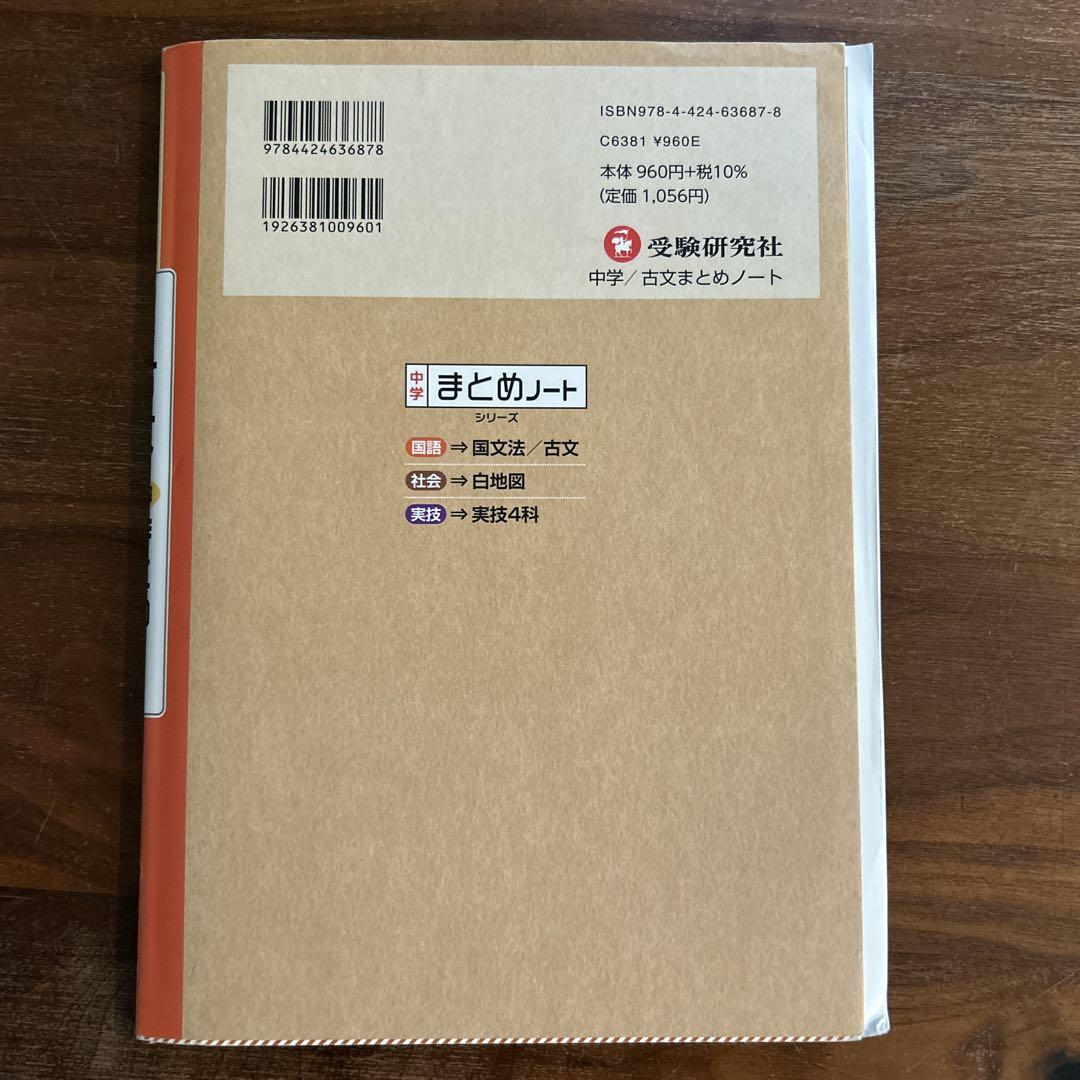 9784424636878
1926381009601
ISBN978-4-424-63687-8
C6381 ¥960E
本体 960円+税10%
(定価 1,056円)
受験研究社
中学/古文まとめノート
中学 まとめノート
シリーズ
国語 ⇒ 国文法/古文
社会 ⇒ 白地図
実技 ⇒ 実技4科